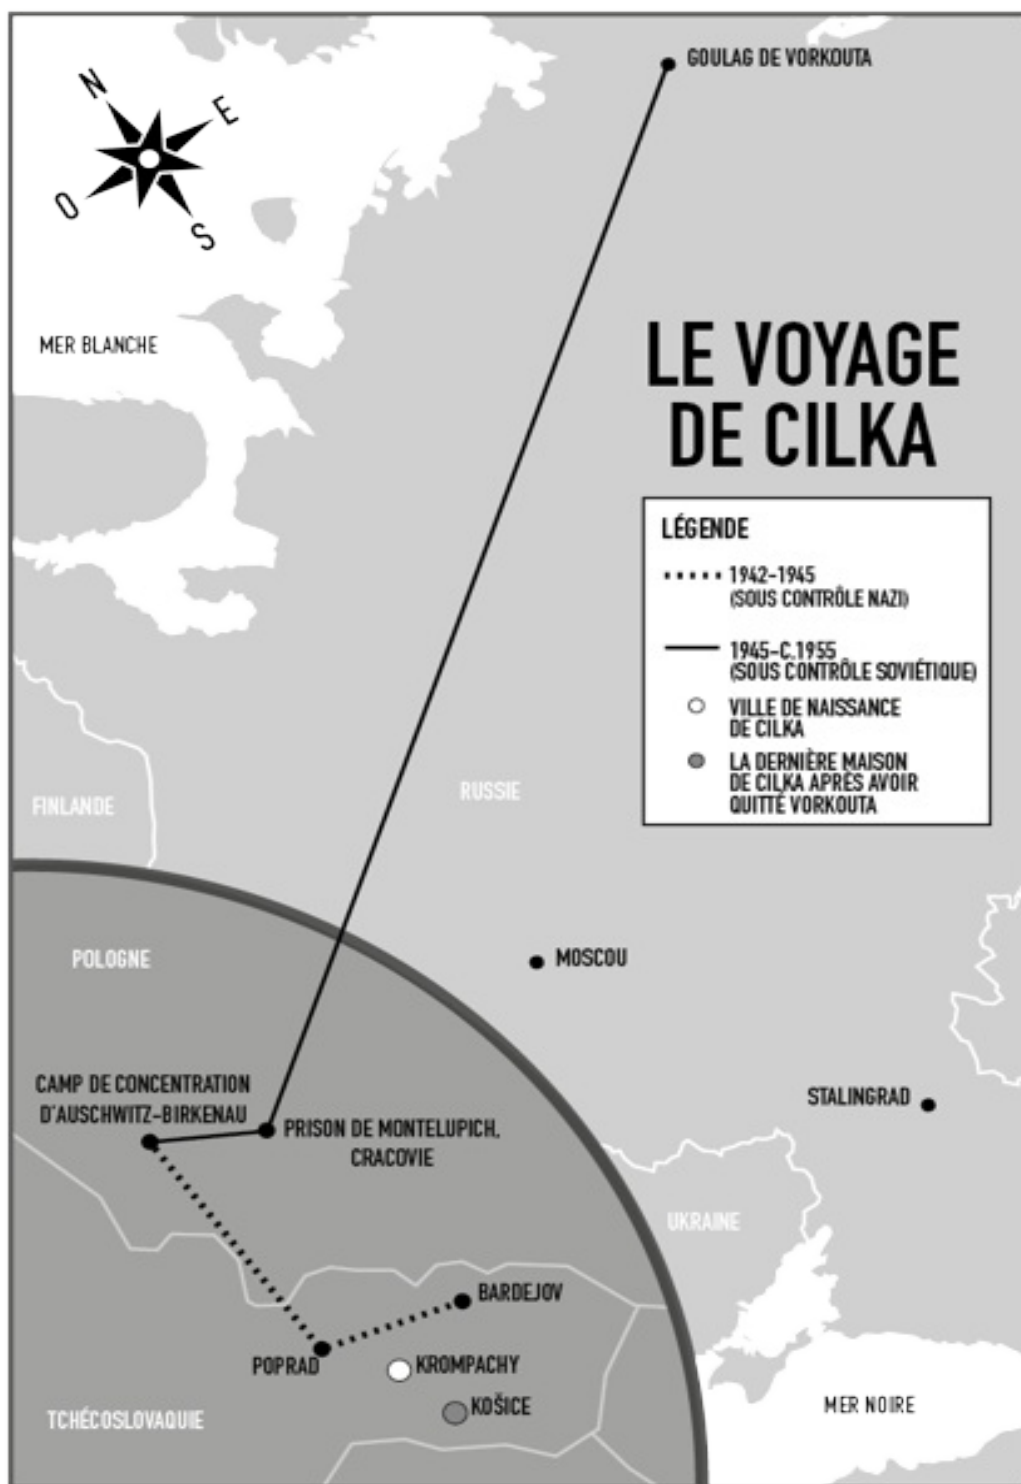 GOULAG DE VORKOUTA
N
E
O
S
MER BLANCHE
LE VOYAGE
DE CILKA
LÉGENDE
1942-1945
(SOUS CONTRÔLE NAZI)
1945-C.1955
(SOUS CONTRÔLE SOVIÉTIQUE)
VILLE DE NAISSANCE
DE CILKA
LA DERNIÈRE MAISON
DE CILKA APRÈS AVOIR
QUITTÉ VORKOUTA
FINLANDE
RUSSIE
POLOGNE
MOSCOU
CAMP DE CONCENTRATION
D'AUSCHWITZ-BIRKENAU
PRISON DE MONTELUPICH,
CRACOVIE
STALINGRAD
UKRAINE
BARDEJOV
POPRAD
KROMPACHY
KOŠICE
TCHÉCOSLOVAQUIE
MER NOIRE